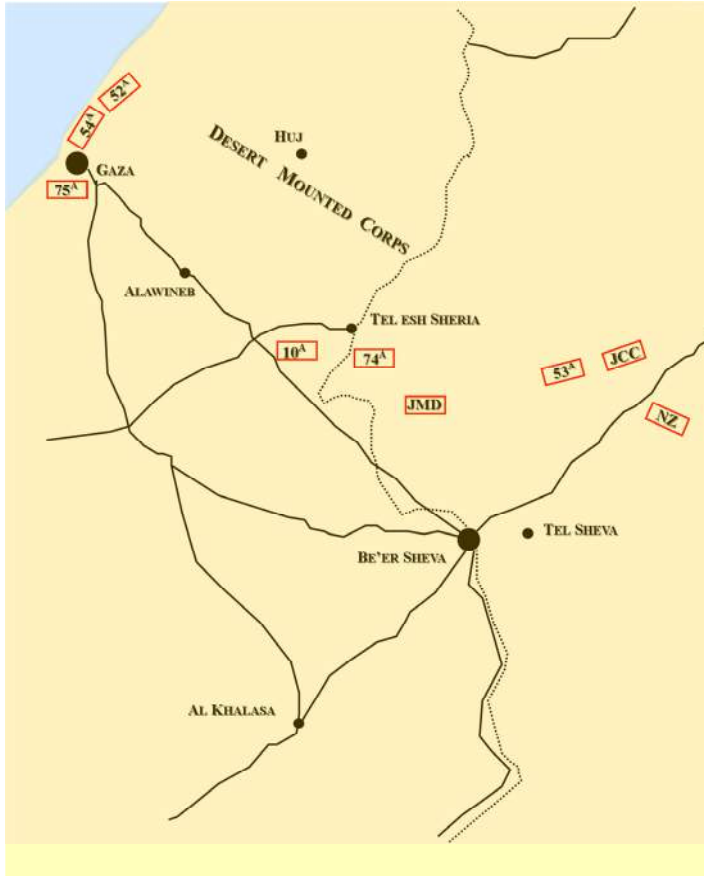 52ᴬ
54ᴬ
HUJ
DESERT MOUNTED CORPS
GAZA
75ᴬ
ALAWINEB
TEL ESH SHERIA
10ᴬ
74ᴬ
53ᴬ
JCC
JMD
NZ
TEL SHEVA
BE'ER SHEVA
AL KHALASA